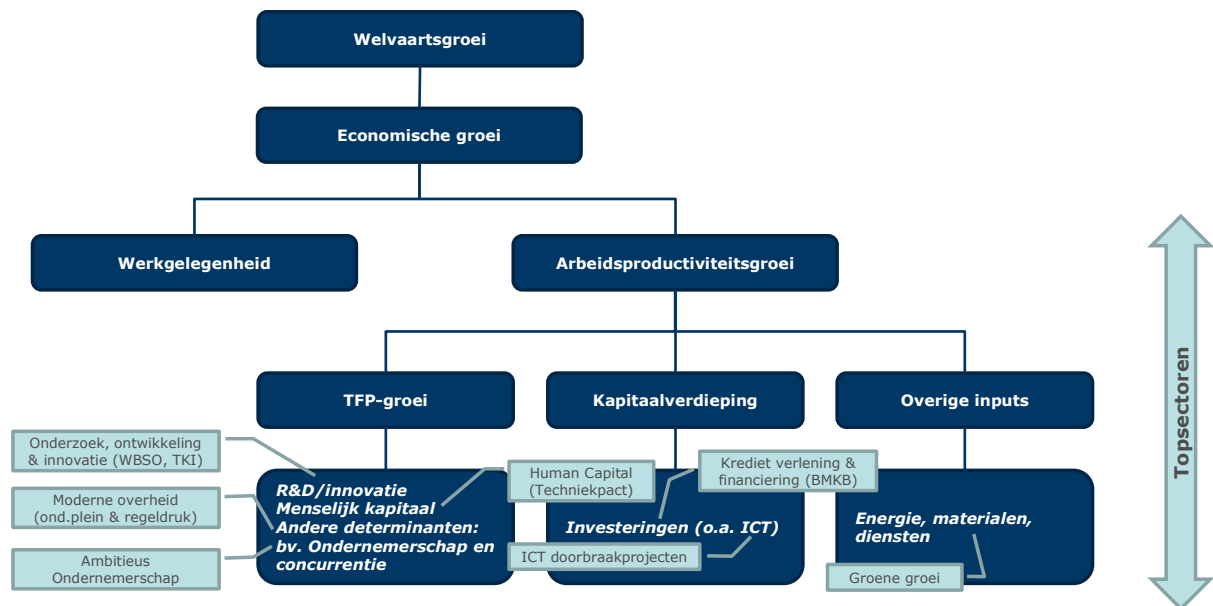 Welvaartsgroei
Economische groei
Werkgelegenheid
Arbeidsproductiviteitsgroei
TFP-groei
Kapitaalverdieping
Overige inputs
Onderzoek, ontwikkeling
& innovatie (WBSO, TKI)
Moderne overheid
(ond.plein & regeldruk)
Ambitieus
Ondernemerschap
R&D/innovatie
Menselijk kapitaal
Andere determinanten:
bv. Ondernemerschap en
concurrentie
Human Capital
(Techniekpact)
Krediet verlening &
financiering (BMKB)
Investeringen (o.a. ICT)
ICT doorbraakprojecten
Energie, materialen,
diensten
Groene groei
Topsectoren